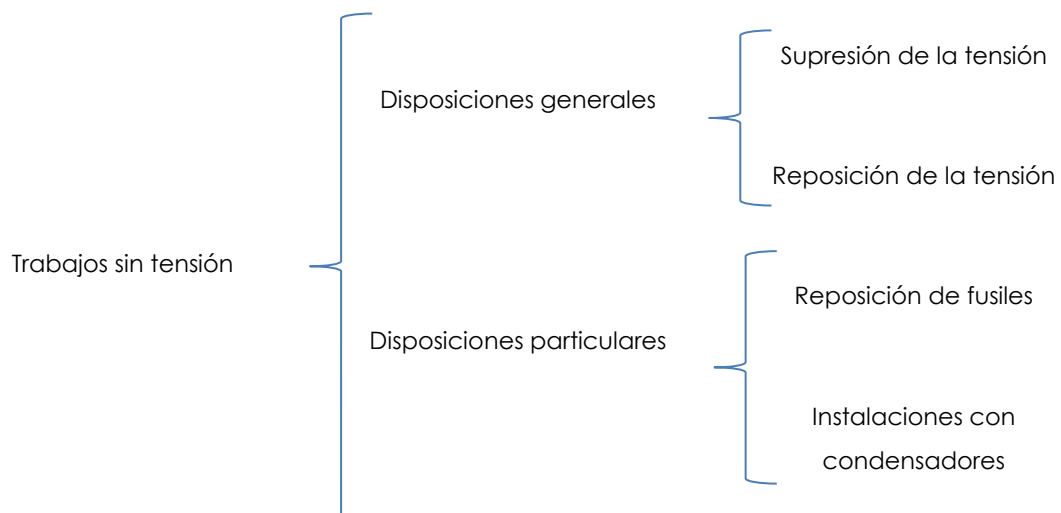 Supresión de la tensión
Disposiciones generales
Reposición de la tensión
Trabajos sin tensión
Reposición de fusiles
Disposiciones particulares
Instalaciones con
condensadores